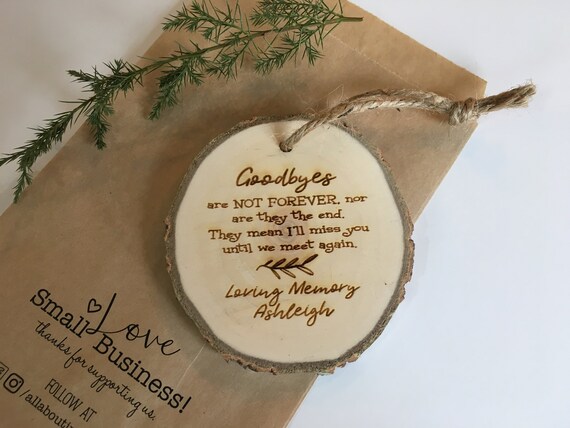 Goodbyes
are NOT FOREVER, nor
are they the end.
They mean I'll miss you
until we meet again.
Loving Memory
Ashleigh
Love
Small Business!
thanks for supporting us.
FOLLOW AT